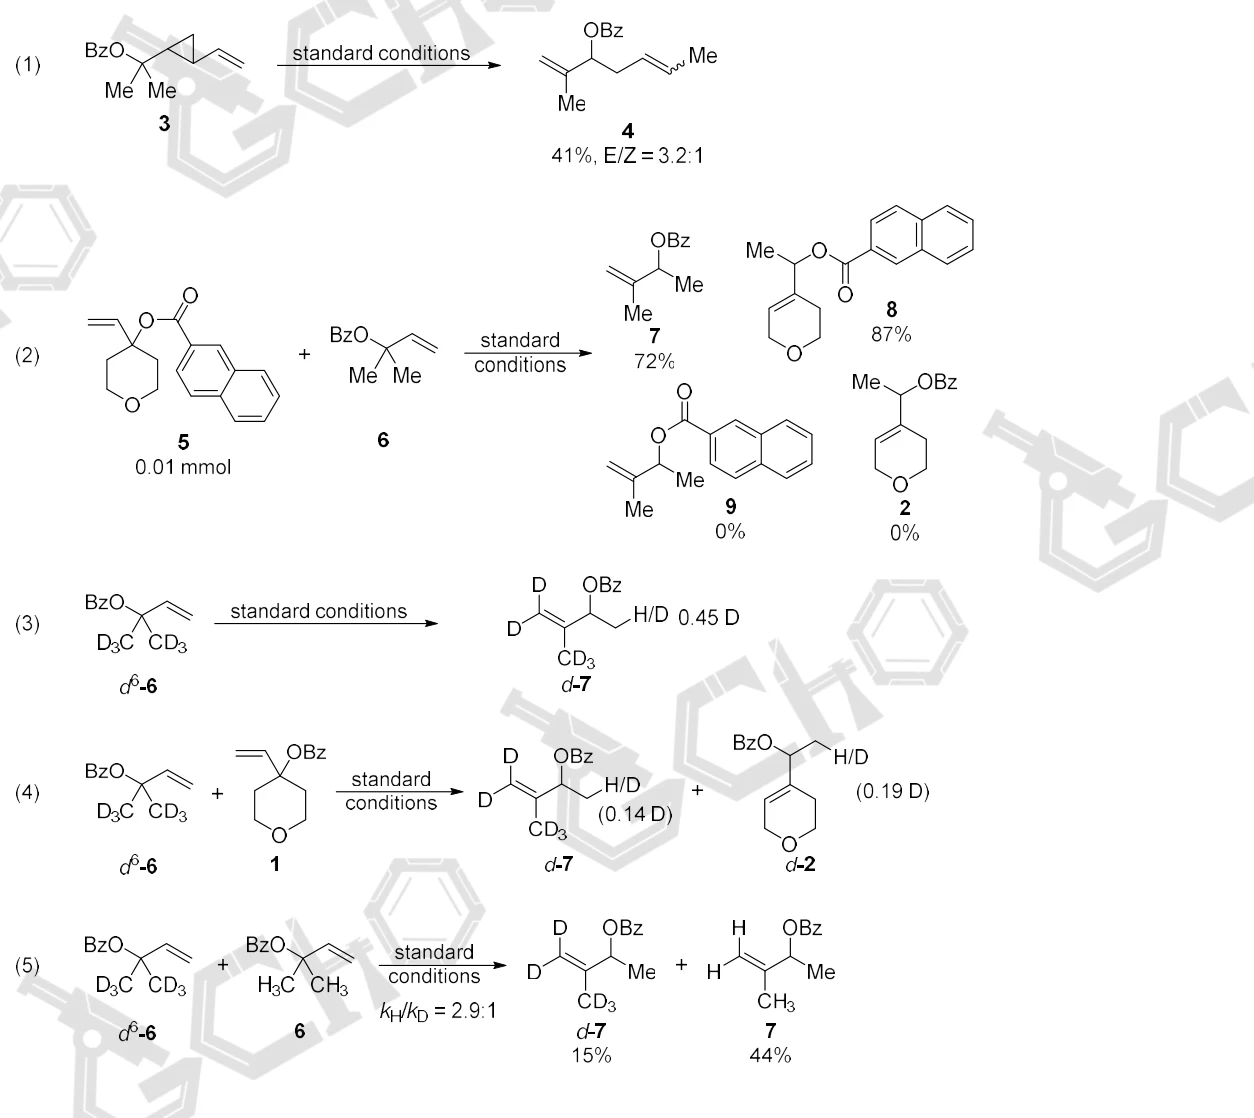 (1)
BzO
Me
Me
3
standard conditions
OBz
Me
Me
4
41%, E/Z = 3.2:1
(2)
O
O
O
5
0.01 mmol
+
BzO
Me
Me
6
standard
conditions
OBz
Me
Me
7
72%
Me
O
O
O
8
87%
O
O
Me
Me
9
0%
Me
OBz
O
2
0%
(3)
BzO
D₃C
CD₃
d⁶-6
standard conditions
D
D
OBz
H/D 0.45 D
CD₃
d-7
(4)
BzO
D₃C
CD₃
d⁶-6
+
OBz
O
1
standard
conditions
D
D
OBz
H/D
(0.14 D)
CD₃
d-7
+
BzO
H/D
(0.19 D)
O
d-2
(5)
BzO
D₃C
CD₃
d⁶-6
+
BzO
H₃C
CH₃
6
standard
conditions
kH/kD = 2.9:1
D
D
OBz
Me
CD₃
d-7
15%
+
H
H
OBz
Me
CH₃
7
44%